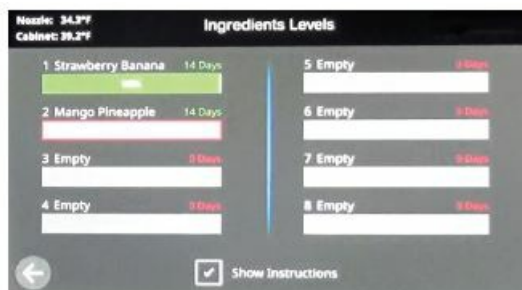 Nozzle: 34.3°F
Cabinet: 39.2°F
Ingredients Levels
1 Strawberry Banana 14 Days
2 Mango Pineapple 14 Days
3 Empty 0 Days
4 Empty 0 Days
5 Empty 0 Days
6 Empty 0 Days
7 Empty 0 Days
8 Empty 0 Days
Show Instructions